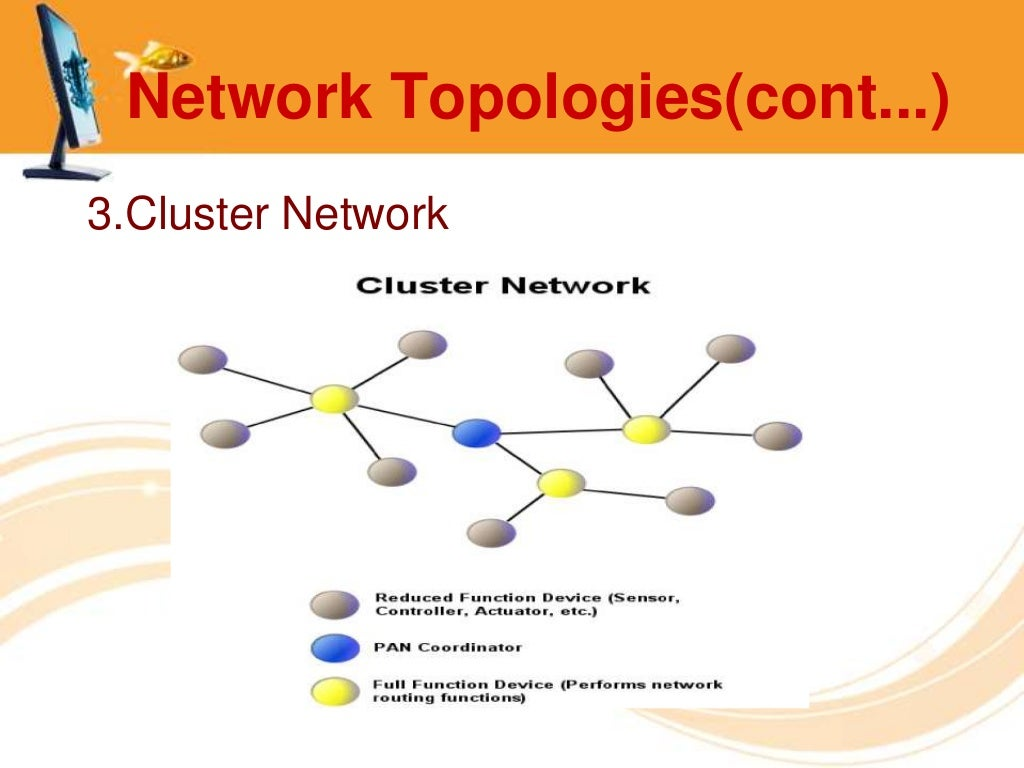 Network Topologies(cont...)
3.Cluster Network
Cluster Network
Reduced Function Device (Sensor,
Controller, Actuator, etc.)
PAN Coordinator
Full Function Device (Performs network
routing functions)